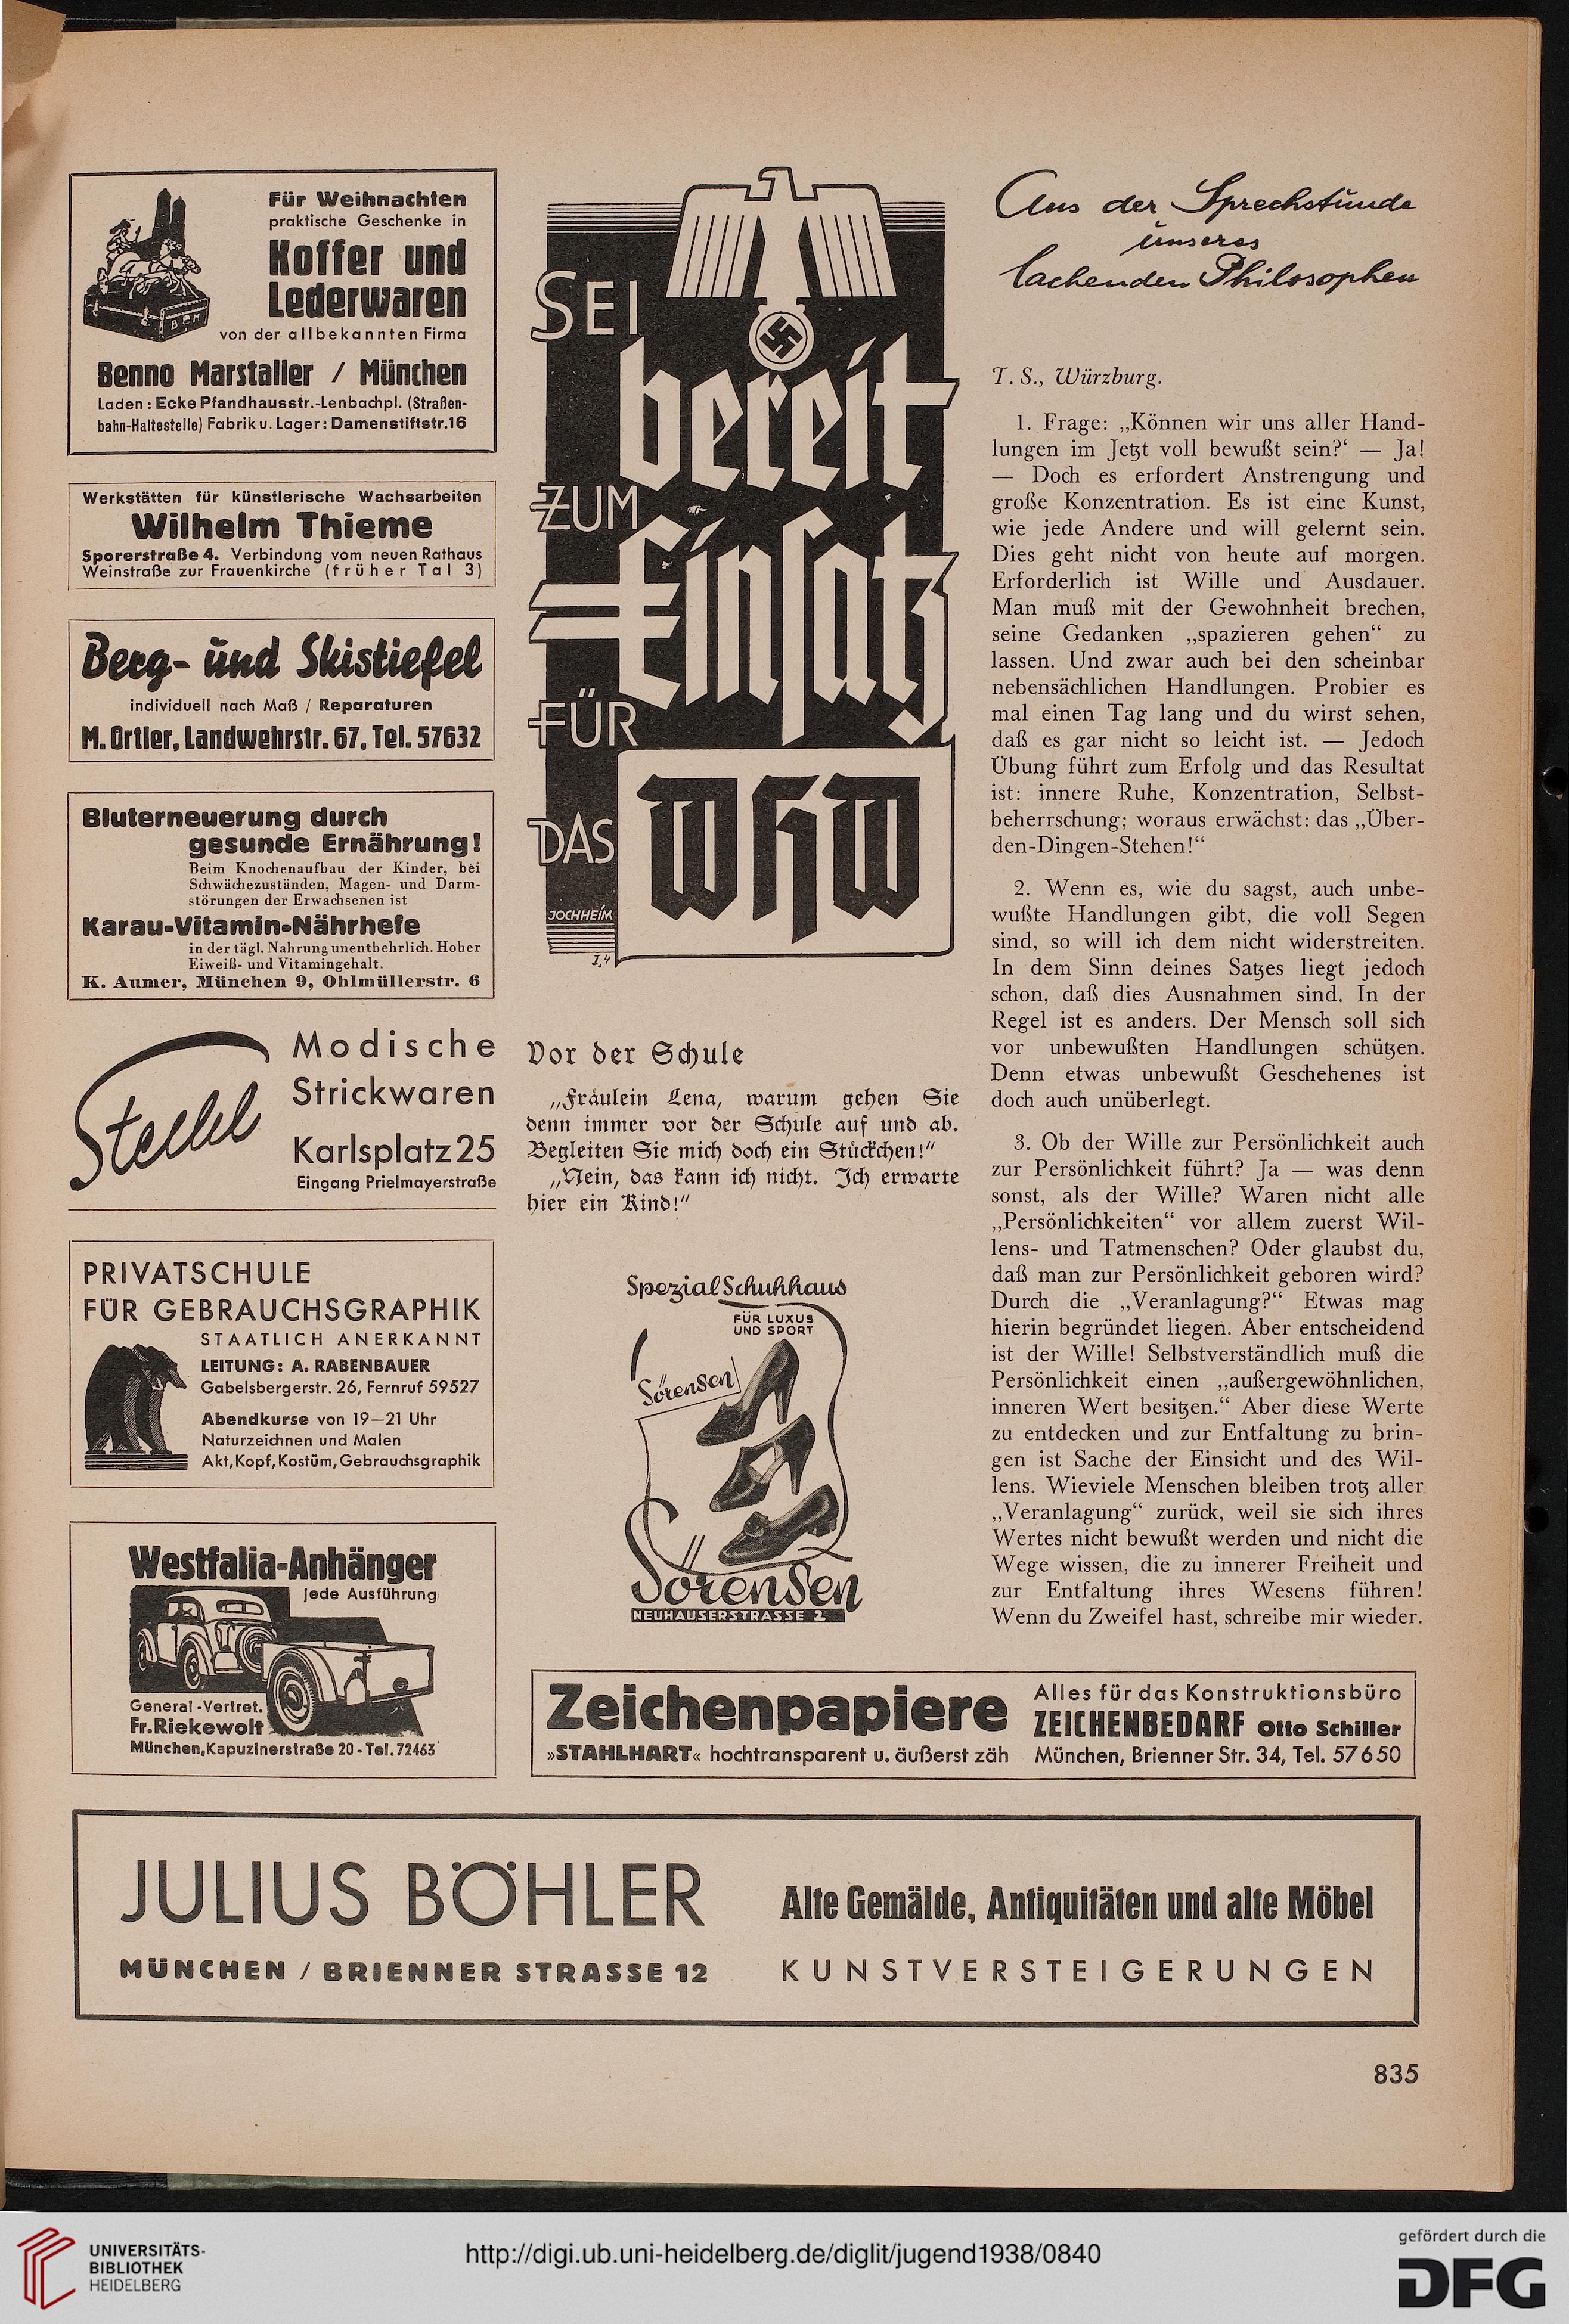 Für Weihnachten
praktische Geschenke in
Koffer und
Lederwaren
von der allbekannten Firma
Benno Marstaller / München
Laden: Ecke Pfandhausstr.-Lenbachpl. (Straßen-
bahn-Haltestelle) Fabrik u. Lager: Damenstiftstr.16
Werkstätten für künstlerische Wachsarbeiten
Wilhelm Thieme
Sporerstraße 4. Verbindung vom neuen Rathaus
Weinstraße zur Frauenkirche (früher Tal 3)
Berg- und Skistiefel
individuell nach Maß / Reparaturen
M. Ortler, Landwehrstr. 67, Tel. 57632
Bluterneuerung durch
gesunde Ernährung!
Beim Knochenaufbau der Kinder, bei
Schwächezuständen, Magen- und Darm-
störungen der Erwachsenen ist
Karau-Vitamin-Nährhefe
in der tägl. Nahrung unentbehrlich. Hoher
Eiweiß- und Vitamingehalt.
K. Aumer, München 9, Ohlmüllerstr. 6
Modische
Strickwaren
Karlsplatz 25
Eingang Prielmayerstraße
PRIVATSCHULE
FÜR GEBRAUCHSGRAPHIK
STAATLICH ANERKANNT
LEITUNG: A. RABENBAUER
Gabelsbergerstr. 26, Fernruf 59527
Abendkurse von 19—21 Uhr
Naturzeichnen und Malen
Akt, Kopf, Kostüm, Gebrauchsgraphik
Westfalia-Anhänger
jede Ausführung
General-Vertret.
Fr. Riekewolt
München, Kapuzinerstraße 20 - Tel. 72463
SEI
bereit
ZUM
Einsatz
FÜR
DAS
WHW
JOCHHEIM
I,4
Vor der Schule
„Fräulein Lena, warum gehen Sie
denn immer vor der Schule auf und ab.
Begleiten Sie mich doch ein Stückchen!“
„Nein, das kann ich nicht. Ich erwarte
hier ein Kind!“
Spezial Schuhhaus
FÜR LUXUS
UND SPORT
Sörensen
Sörensen
NEUHAUSERSTRASSE 2
Aus der Sprechstunde
unseres
lachenden Philosophen
T. S., Würzburg.
1. Frage: „Können wir uns aller Hand-
lungen im Jetzt voll bewußt sein?‘ — Ja!
— Doch es erfordert Anstrengung und
große Konzentration. Es ist eine Kunst,
wie jede Andere und will gelernt sein.
Dies geht nicht von heute auf morgen.
Erforderlich ist Wille und Ausdauer.
Man muß mit der Gewohnheit brechen,
seine Gedanken „spazieren gehen“ zu
lassen. Und zwar auch bei den scheinbar
nebensächlichen Handlungen. Probier es
mal einen Tag lang und du wirst sehen,
daß es gar nicht so leicht ist. — Jedoch
Übung führt zum Erfolg und das Resultat
ist: innere Ruhe, Konzentration, Selbst-
beherrschung; woraus erwächst: das „Über-
den-Dingen-Stehen!“
2. Wenn es, wie du sagst, auch unbe-
wußte Handlungen gibt, die voll Segen
sind, so will ich dem nicht widerstreiten.
In dem Sinn deines Satzes liegt jedoch
schon, daß dies Ausnahmen sind. In der
Regel ist es anders. Der Mensch soll sich
vor unbewußten Handlungen schützen.
Denn etwas unbewußt Geschehenes ist
doch auch unüberlegt.
3. Ob der Wille zur Persönlichkeit auch
zur Persönlichkeit führt? Ja — was denn
sonst, als der Wille? Waren nicht alle
„Persönlichkeiten“ vor allem zuerst Wil-
lens- und Tatmenschen? Oder glaubst du,
daß man zur Persönlichkeit geboren wird?
Durch die „Veranlagung?“ Etwas mag
hierin begründet liegen. Aber entscheidend
ist der Wille! Selbstverständlich muß die
Persönlichkeit einen „außergewöhnlichen,
inneren Wert besitzen.“ Aber diese Werte
zu entdecken und zur Entfaltung zu brin-
gen ist Sache der Einsicht und des Wil-
lens. Wieviele Menschen bleiben trotz aller
„Veranlagung“ zurück, weil sie sich ihres
Wertes nicht bewußt werden und nicht die
Wege wissen, die zu innerer Freiheit und
zur Entfaltung ihres Wesens führen!
Wenn du Zweifel hast, schreibe mir wieder.
Zeichenpapiere
»STAHLHART« hochtransparent u. äußerst zäh
Alles für das Konstruktionsbüro
ZEICHENBEDARF Otto Schiller
München, Brienner Str. 34, Tel. 57650
JULIUS BÖHLER
MÜNCHEN / BRIENNER STRASSE 12
Alte Gemälde, Antiquitäten und alte Möbel
KUNSTVERSTEIGERUNGEN
835
UNIVERSITÄTS-
BIBLIOTHEK
HEIDELBERG
http://digi.ub.uni-heidelberg.de/diglit/jugend1938/0840
gefördert durch die
DFG